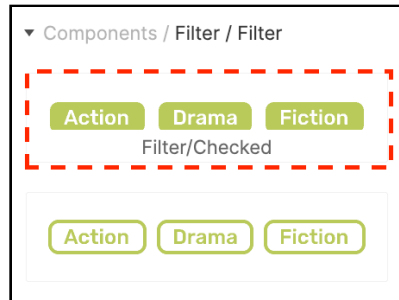 Components / Filter / Filter
Action Drama Fiction
Filter/Checked
Action Drama Fiction